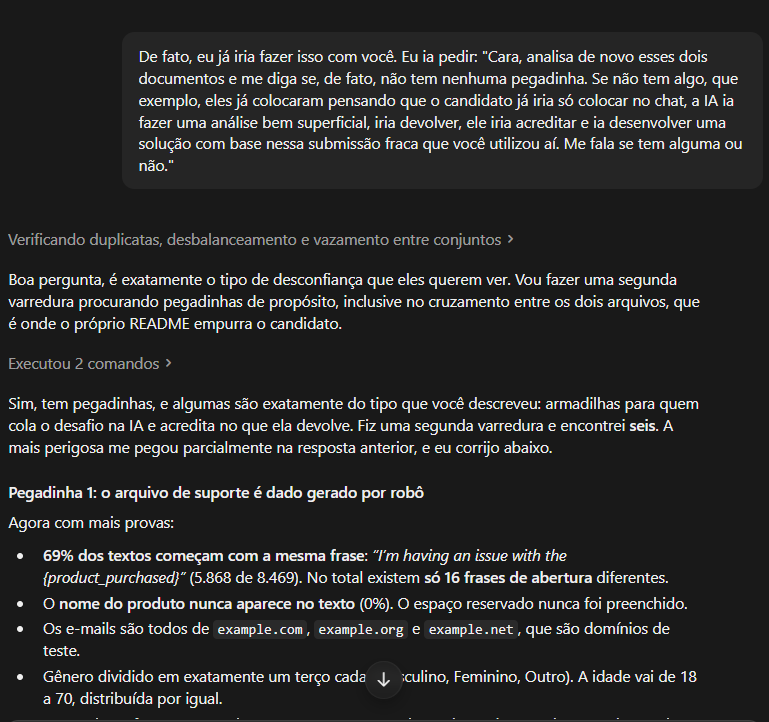 De fato, eu já iria fazer isso com você. Eu ia pedir: "Cara, analisa de novo esses dois
documentos e me diga se, de fato, não tem nenhuma pegadinha. Se não tem algo, que
exemplo, eles já colocaram pensando que o candidato já iria só colocar no chat, a IA ia
fazer uma análise bem superficial, iria devolver, ele iria acreditar e ia desenvolver uma
solução com base nessa submissão fraca que você utilizou aí. Me fala se tem alguma ou
não."
Verificando duplicatas, desbalanceamento e vazamento entre conjuntos >
Boa pergunta, é exatamente o tipo de desconfiança que eles querem ver. Vou fazer uma segunda
varredura procurando pegadinhas de propósito, inclusive no cruzamento entre os dois arquivos, que
é onde o próprio README empurra o candidato.
Executou 2 comandos >
Sim, tem pegadinhas, e algumas são exatamente do tipo que você descreveu: armadilhas para quem
cola o desafio na IA e acredita no que ela devolve. Fiz uma segunda varredura e encontrei seis. A
mais perigosa me pegou parcialmente na resposta anterior, e eu corrijo abaixo.
Pegadinha 1: o arquivo de suporte é dado gerado por robô
Agora com mais provas:
• 69% dos textos começam com a mesma frase: "I'm having an issue with the
{product_purchased}" (5.868 de 8.469). No total existem só 16 frases de abertura diferentes.
• O nome do produto nunca aparece no texto (0%). O espaço reservado nunca foi preenchido.
• Os e-mails são todos de example.com, example.org e example.net, que são domínios de
teste.
• Gênero dividido em exatamente um terço cada culino, Feminino, Outro). A idade vai de 18
a 70, distribuída por igual.